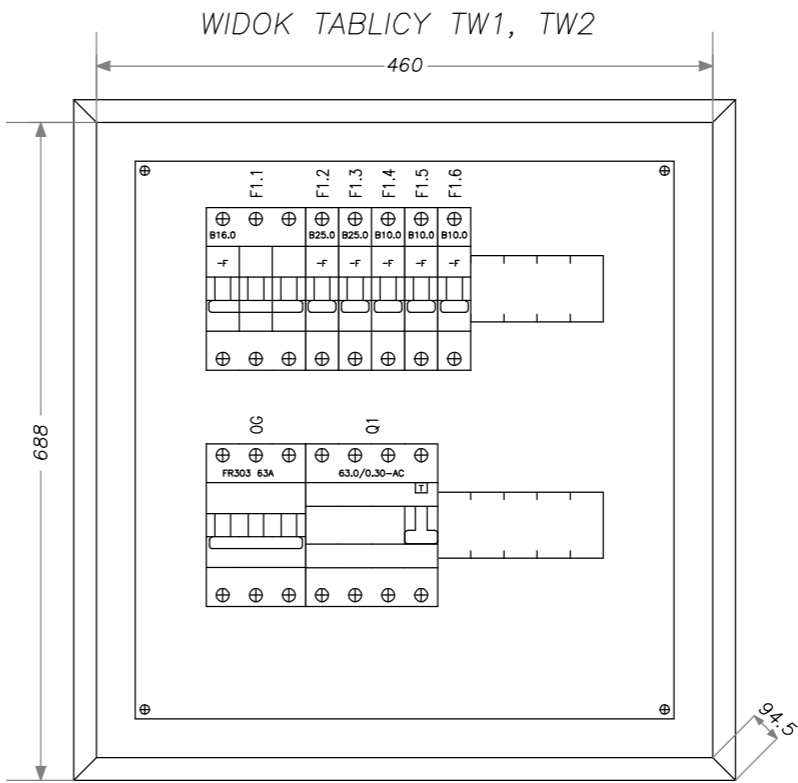 WIDOK TABLICY TW1, TW2
460
F1.1 F1.2 F1.3 F1.4 F1.5 F1.6
B16.0 B25.0 B25.0 B10.0 B10.0 B10.0
-F -F -F -F -F -F
688
OG Q1
FR303 63A 63.0/0.30-AC
T
94.5